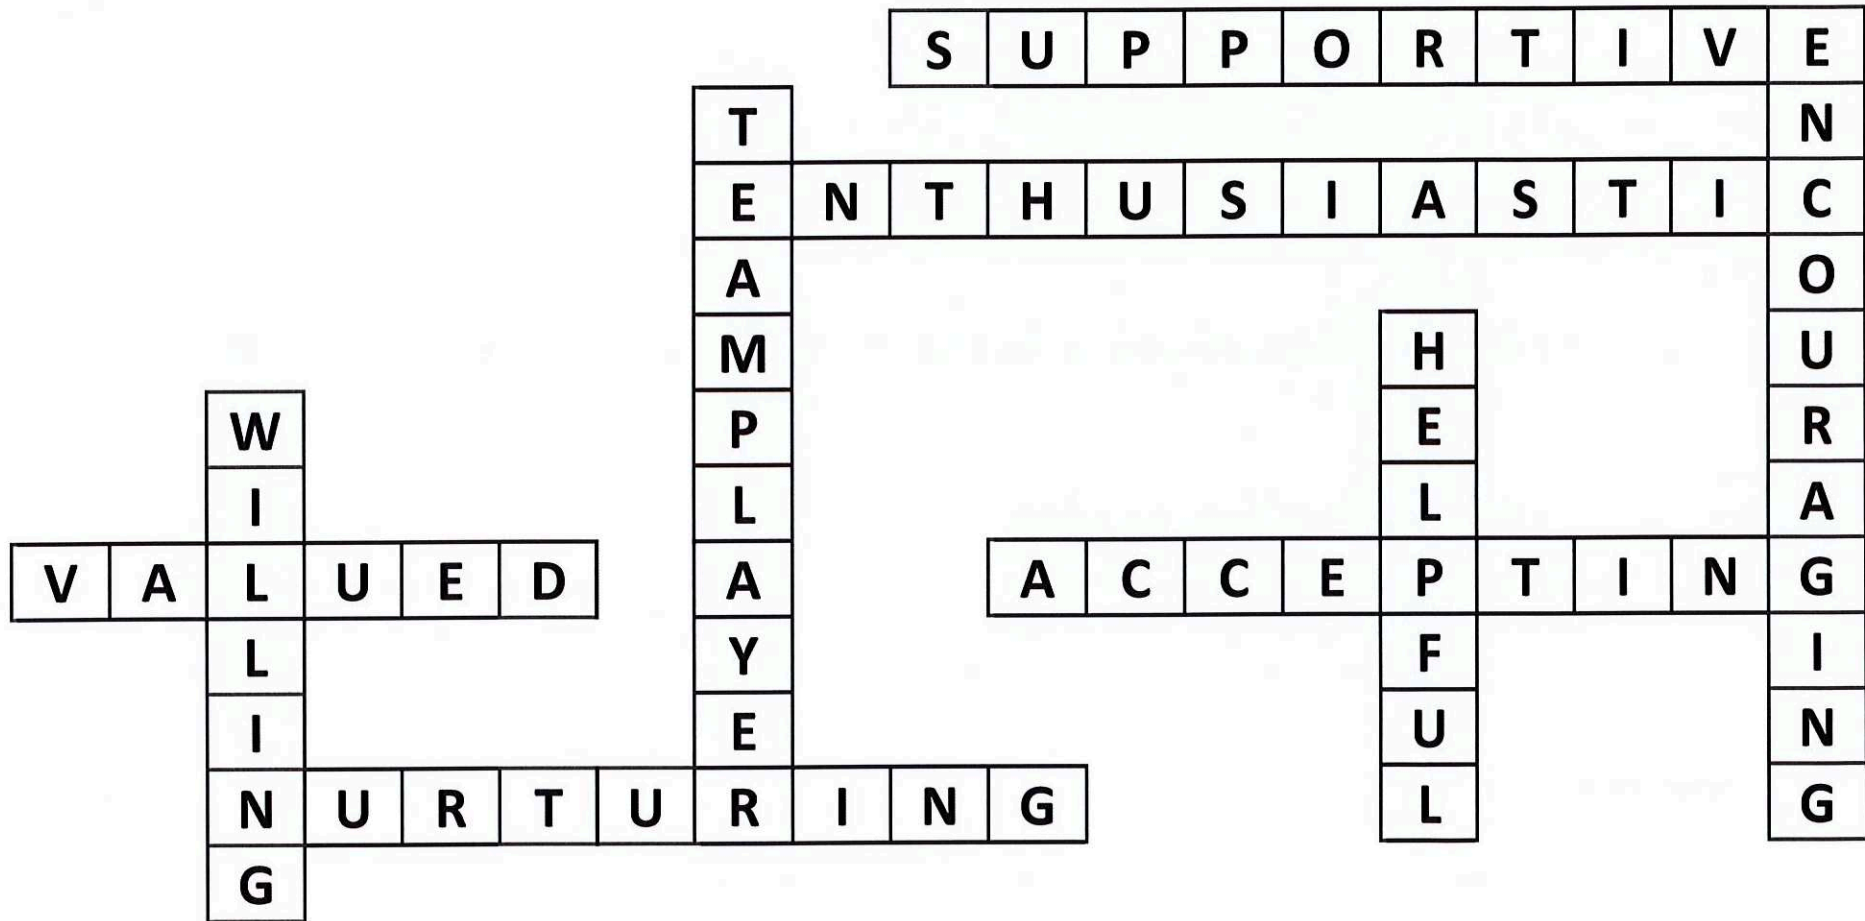 SUPPORTIVE
TEAMPLAYER
ENTHUSIASTIC
ENCOURAGING
HELPFUL
WILLING
VALUED
ACCEPTING
NURTURING